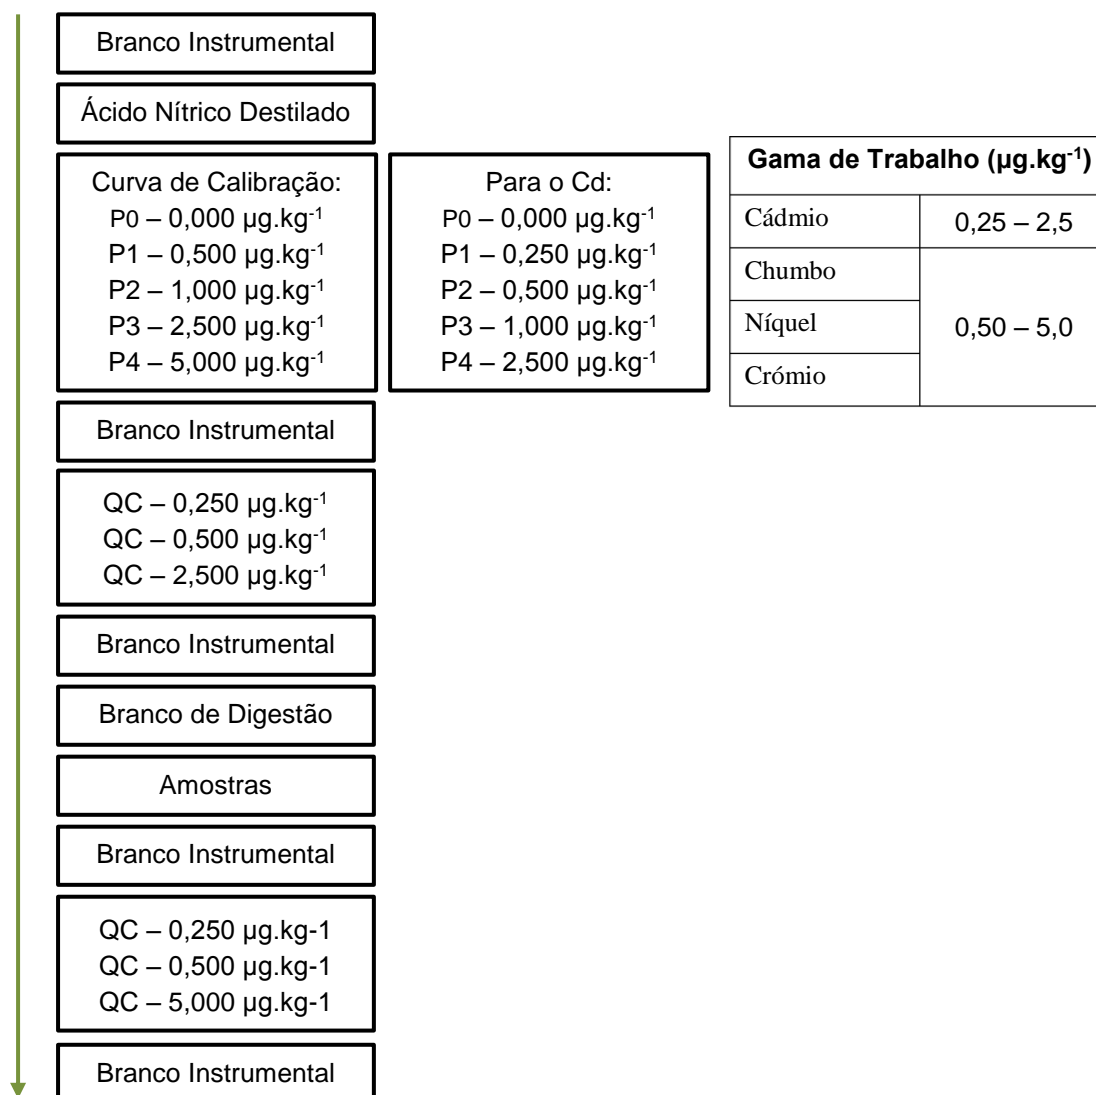 Branco Instrumental
Ácido Nítrico Destilado
Curva de Calibração:
P0 – 0,000 µg.kg⁻¹
P1 – 0,500 µg.kg⁻¹
P2 – 1,000 µg.kg⁻¹
P3 – 2,500 µg.kg⁻¹
P4 – 5,000 µg.kg⁻¹
Para o Cd:
P0 – 0,000 µg.kg⁻¹
P1 – 0,250 µg.kg⁻¹
P2 – 0,500 µg.kg⁻¹
P3 – 1,000 µg.kg⁻¹
P4 – 2,500 µg.kg⁻¹
Gama de Trabalho (µg.kg⁻¹)
Cádmio 0,25 – 2,5
Chumbo
Níquel 0,50 – 5,0
Crómio
Branco Instrumental
QC – 0,250 µg.kg⁻¹
QC – 0,500 µg.kg⁻¹
QC – 2,500 µg.kg⁻¹
Branco Instrumental
Branco de Digestão
Amostras
Branco Instrumental
QC – 0,250 µg.kg-1
QC – 0,500 µg.kg-1
QC – 5,000 µg.kg-1
Branco Instrumental